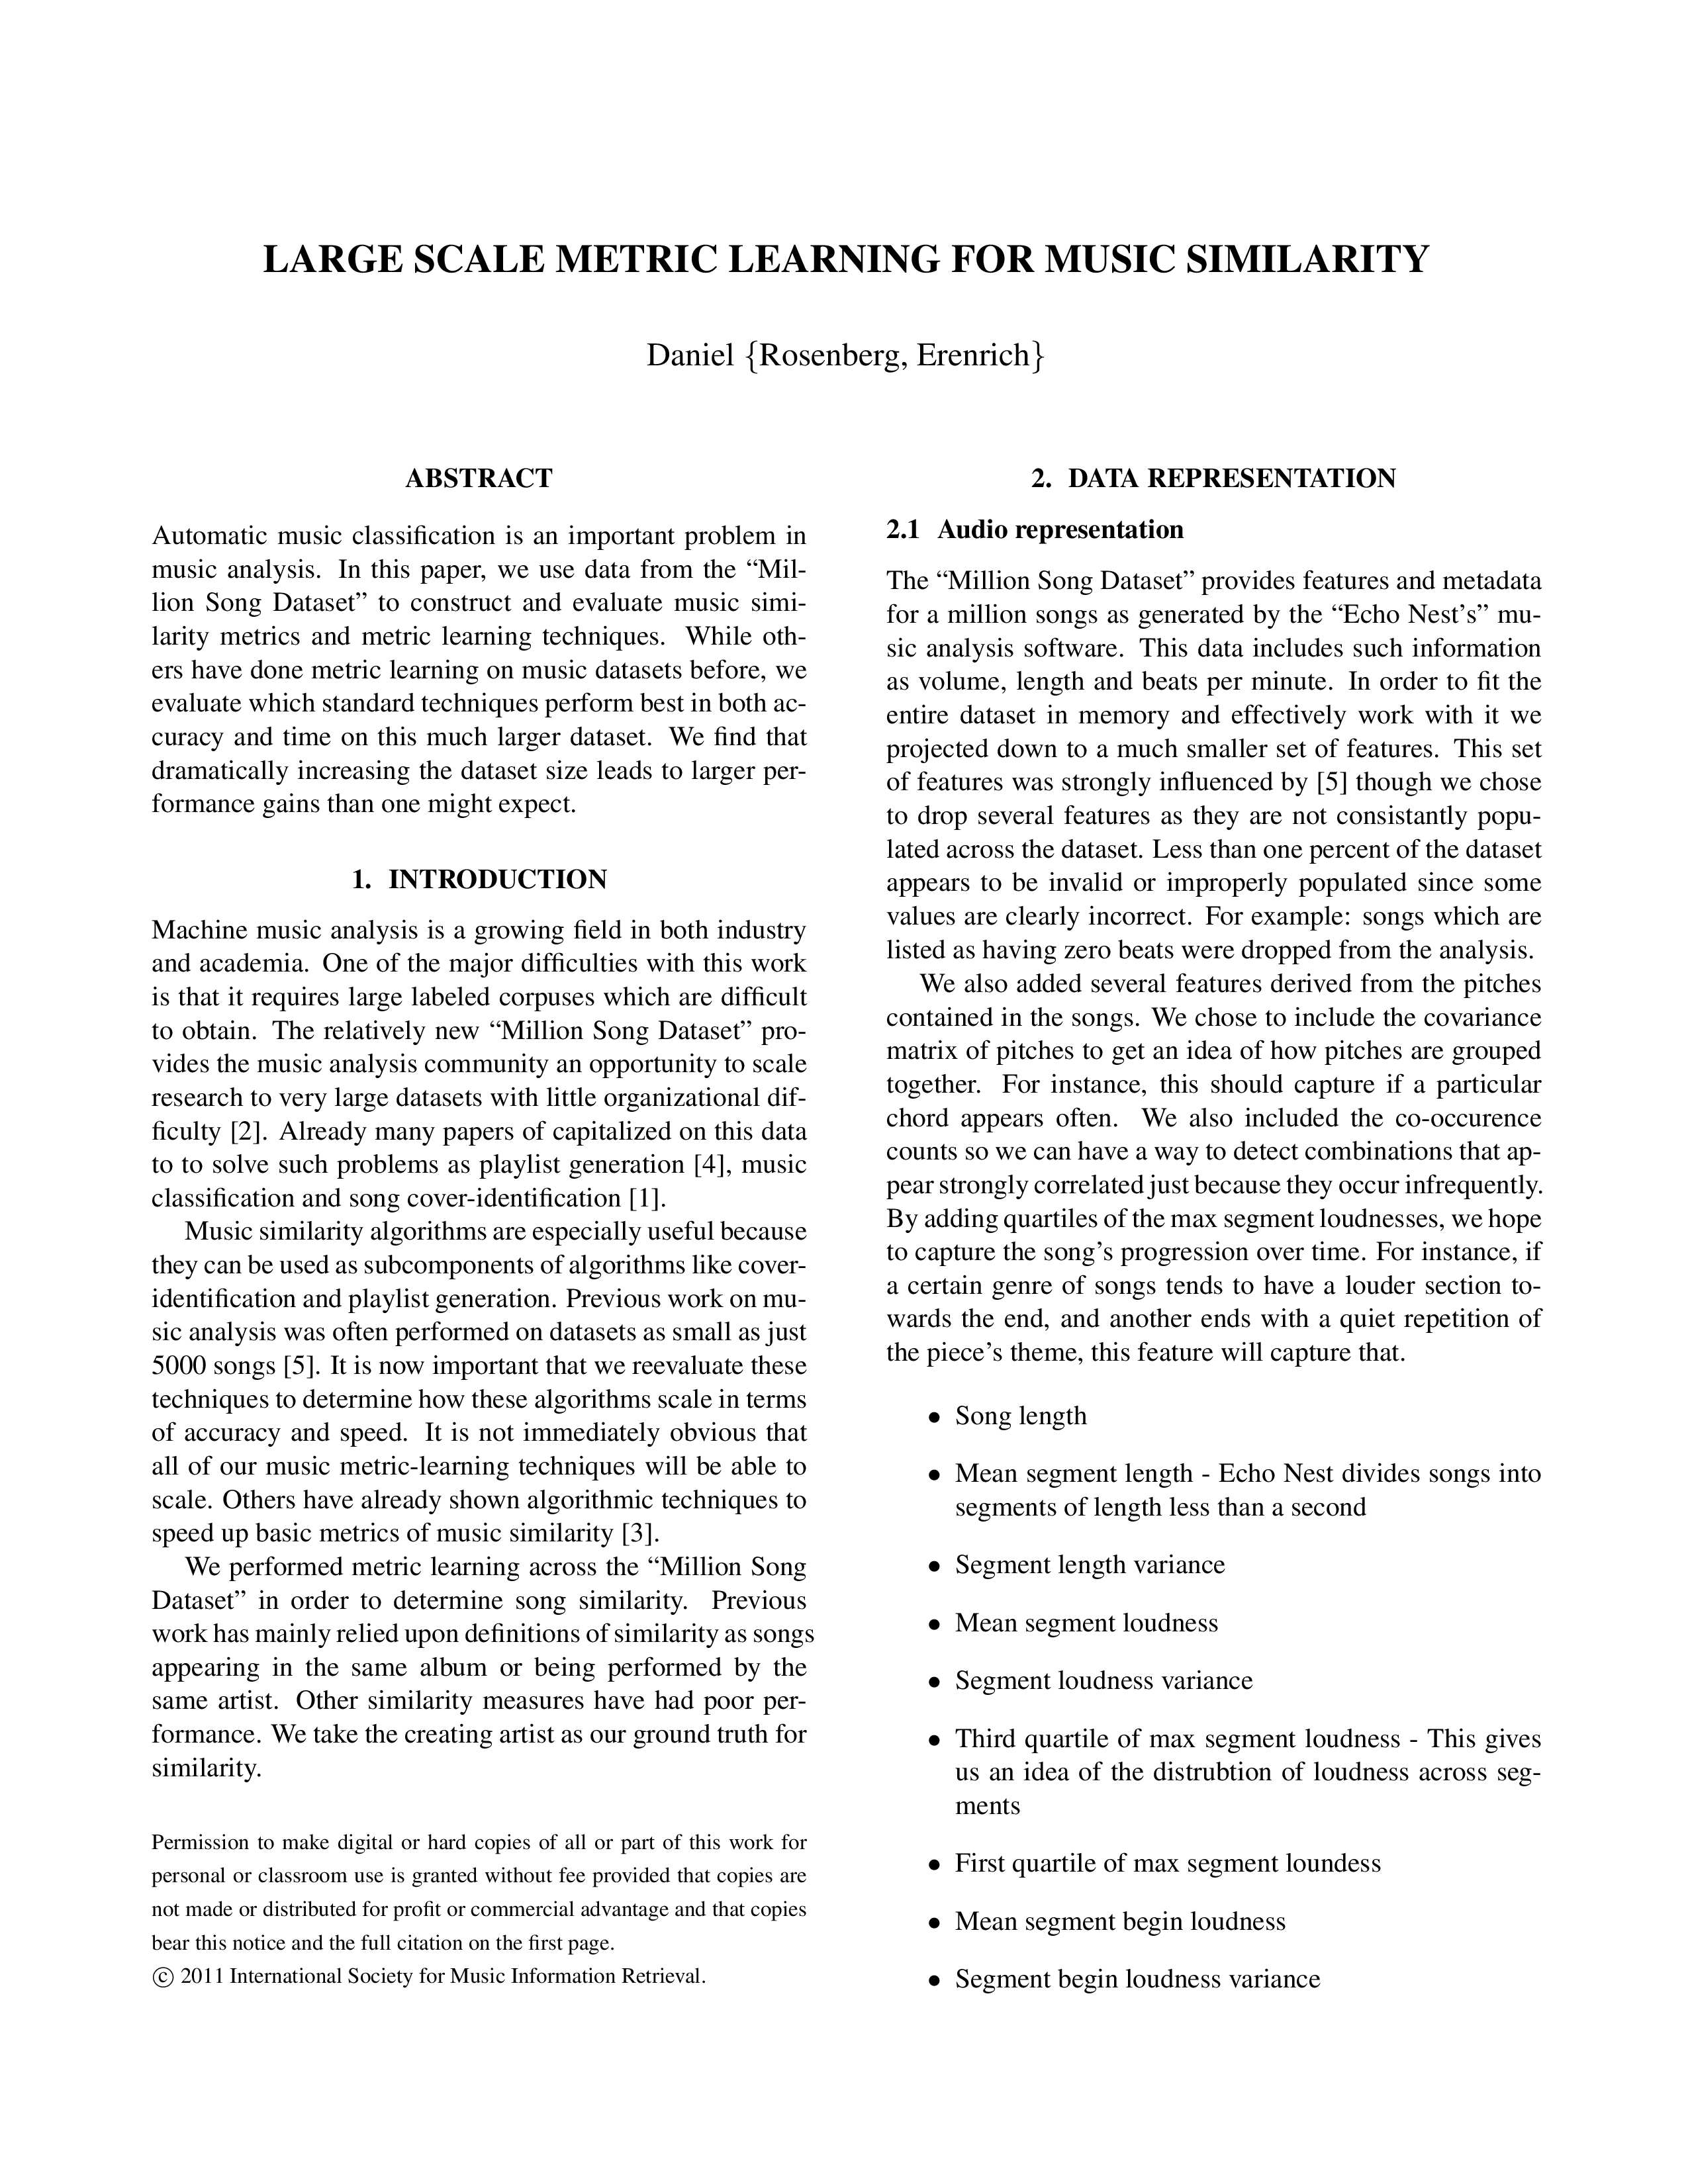 LARGE SCALE METRIC LEARNING FOR MUSIC SIMILARITY
Daniel {Rosenberg, Erenrich}
ABSTRACT
Automatic music classification is an important problem in
music analysis. In this paper, we use data from the “Mil-
lion Song Dataset” to construct and evaluate music simi-
larity metrics and metric learning techniques. While oth-
ers have done metric learning on music datasets before, we
evaluate which standard techniques perform best in both ac-
curacy and time on this much larger dataset. We find that
dramatically increasing the dataset size leads to larger per-
formance gains than one might expect.
1. INTRODUCTION
Machine music analysis is a growing field in both industry
and academia. One of the major difficulties with this work
is that it requires large labeled corpuses which are difficult
to obtain. The relatively new “Million Song Dataset” pro-
vides the music analysis community an opportunity to scale
research to very large datasets with little organizational dif-
ficulty [2]. Already many papers of capitalized on this data
to to solve such problems as playlist generation [4], music
classification and song cover-identification [1].
Music similarity algorithms are especially useful because
they can be used as subcomponents of algorithms like cover-
identification and playlist generation. Previous work on mu-
sic analysis was often performed on datasets as small as just
5000 songs [5]. It is now important that we reevaluate these
techniques to determine how these algorithms scale in terms
of accuracy and speed. It is not immediately obvious that
all of our music metric-learning techniques will be able to
scale. Others have already shown algorithmic techniques to
speed up basic metrics of music similarity [3].
We performed metric learning across the “Million Song
Dataset” in order to determine song similarity. Previous
work has mainly relied upon definitions of similarity as songs
appearing in the same album or being performed by the
same artist. Other similarity measures have had poor per-
formance. We take the creating artist as our ground truth for
similarity.
Permission to make digital or hard copies of all or part of this work for
personal or classroom use is granted without fee provided that copies are
not made or distributed for profit or commercial advantage and that copies
bear this notice and the full citation on the first page.
© 2011 International Society for Music Information Retrieval.
2. DATA REPRESENTATION
2.1 Audio representation
The “Million Song Dataset” provides features and metadata
for a million songs as generated by the “Echo Nest’s” mu-
sic analysis software. This data includes such information
as volume, length and beats per minute. In order to fit the
entire dataset in memory and effectively work with it we
projected down to a much smaller set of features. This set
of features was strongly influenced by [5] though we chose
to drop several features as they are not consistantly popu-
lated across the dataset. Less than one percent of the dataset
appears to be invalid or improperly populated since some
values are clearly incorrect. For example: songs which are
listed as having zero beats were dropped from the analysis.
We also added several features derived from the pitches
contained in the songs. We chose to include the covariance
matrix of pitches to get an idea of how pitches are grouped
together. For instance, this should capture if a particular
chord appears often. We also included the co-occurence
counts so we can have a way to detect combinations that ap-
pear strongly correlated just because they occur infrequently.
By adding quartiles of the max segment loudnesses, we hope
to capture the song’s progression over time. For instance, if
a certain genre of songs tends to have a louder section to-
wards the end, and another ends with a quiet repetition of
the piece’s theme, this feature will capture that.
• Song length
• Mean segment length - Echo Nest divides songs into
segments of length less than a second
• Segment length variance
• Mean segment loudness
• Segment loudness variance
• Third quartile of max segment loudness - This gives
us an idea of the distrubtion of loudness across seg-
ments
• First quartile of max segment loundess
• Mean segment begin loudness
• Segment begin loudness variance